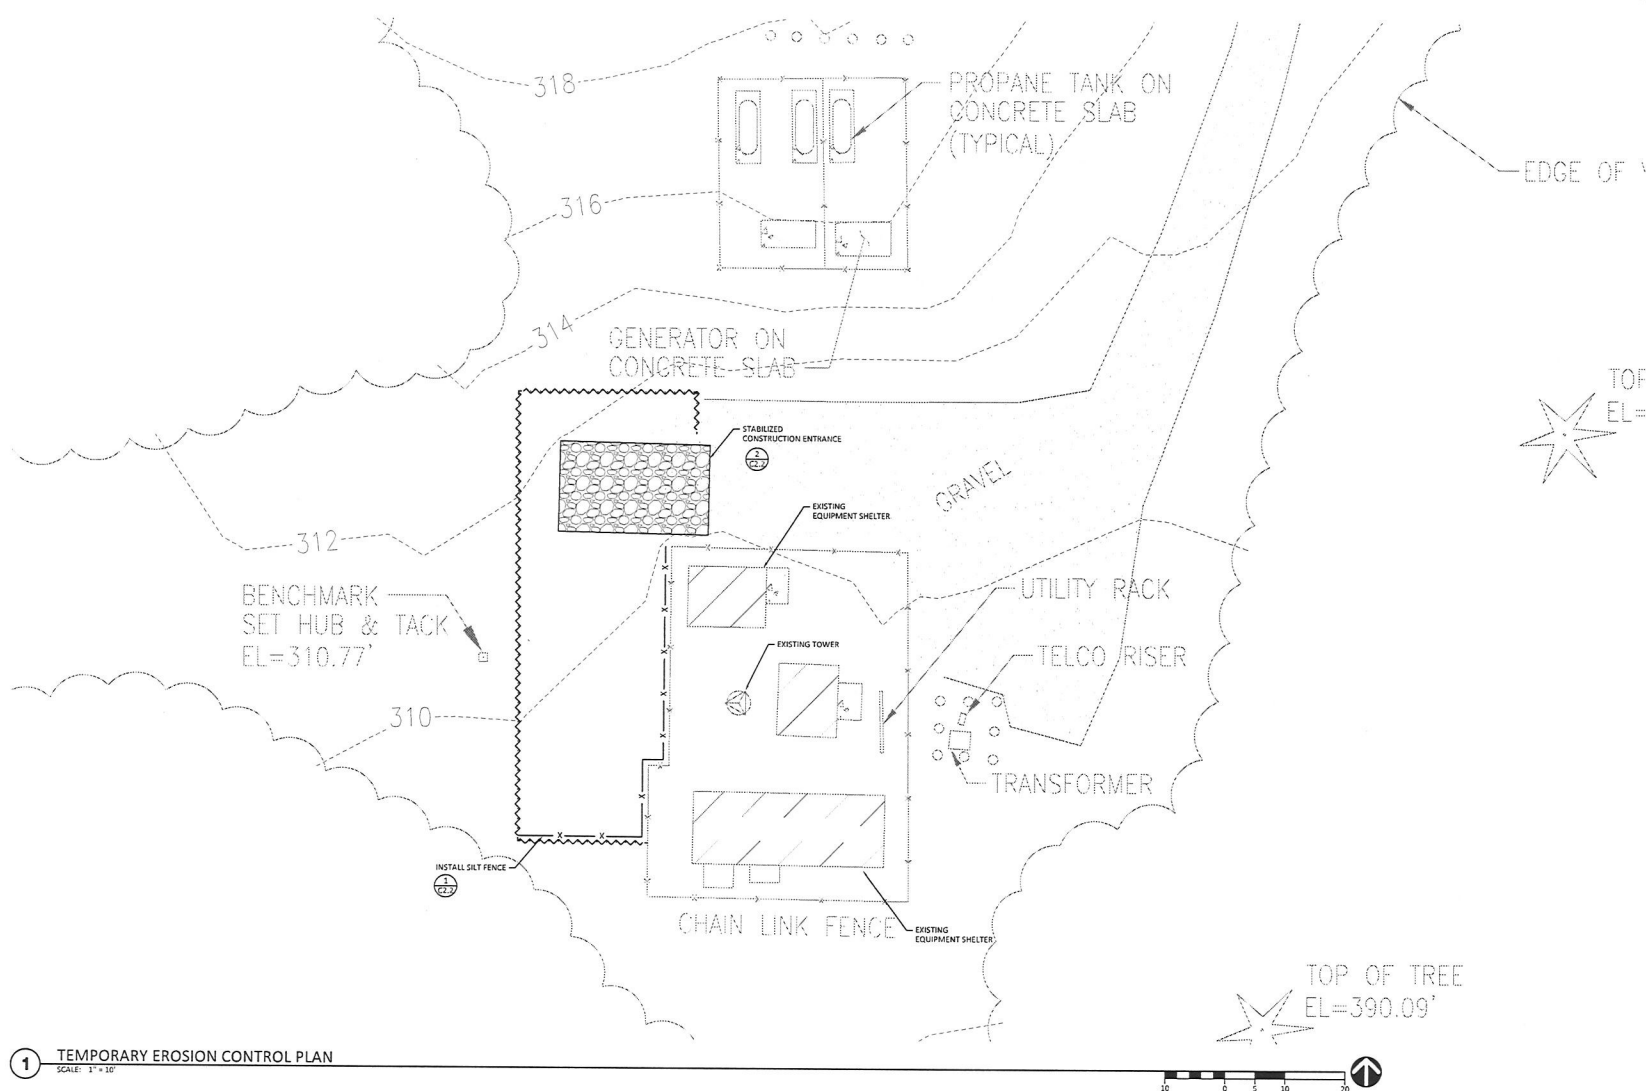 318
PROPANE TANK ON
CONCRETE SLAB
(TYPICAL)
EDGE OF
316
314
GENERATOR ON
CONCRETE SLAB
TOP
EL=
STABILIZED
CONSTRUCTION ENTRANCE
2
C2.2
GRAVEL
EXISTING
EQUIPMENT SHELTER
312
BENCHMARK
SET HUB & TACK
EL=310.77'
UTILITY RACK
EXISTING TOWER
TELCO RISER
310
TRANSFORMER
INSTALL SILT FENCE
1
C2.2
CHAIN LINK FENCE
EXISTING
EQUIPMENT SHELTER
TOP OF TREE
EL=390.09'
1
TEMPORARY EROSION CONTROL PLAN
SCALE: 1" = 10'
10 0 5 10 20